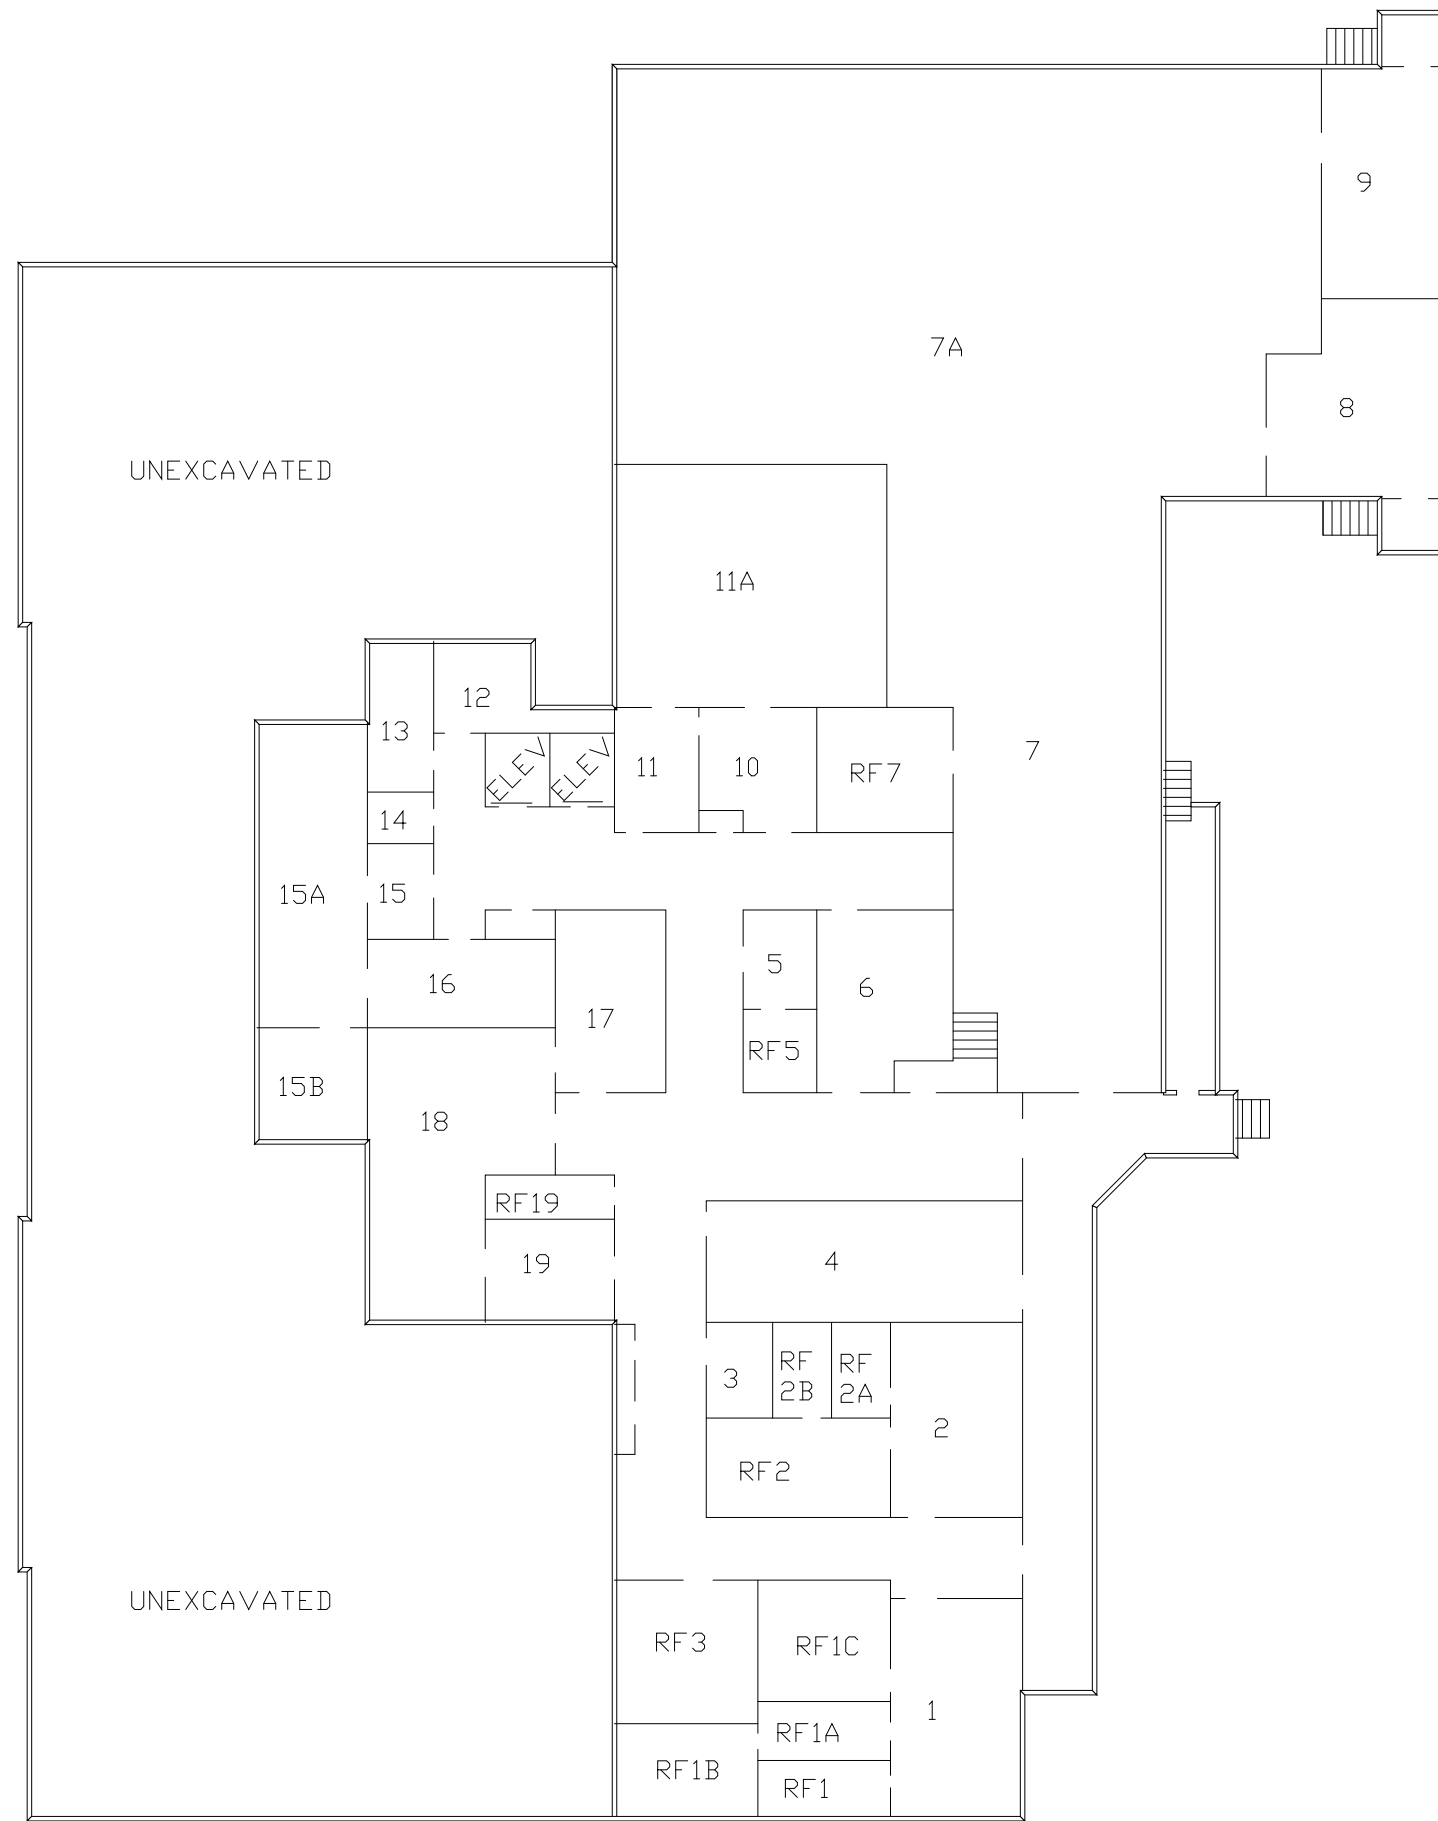 9
7A
8
UNEXCAVATED
11A
12
13
ELEV
ELEV
11
10
RF7
7
14
15A
15
5
16
6
17
RF5
15B
18
RF19
4
19
3
RF
2B
RF
2A
2
RF2
UNEXCAVATED
RF3
RF1C
1
RF1A
RF1B
RF1